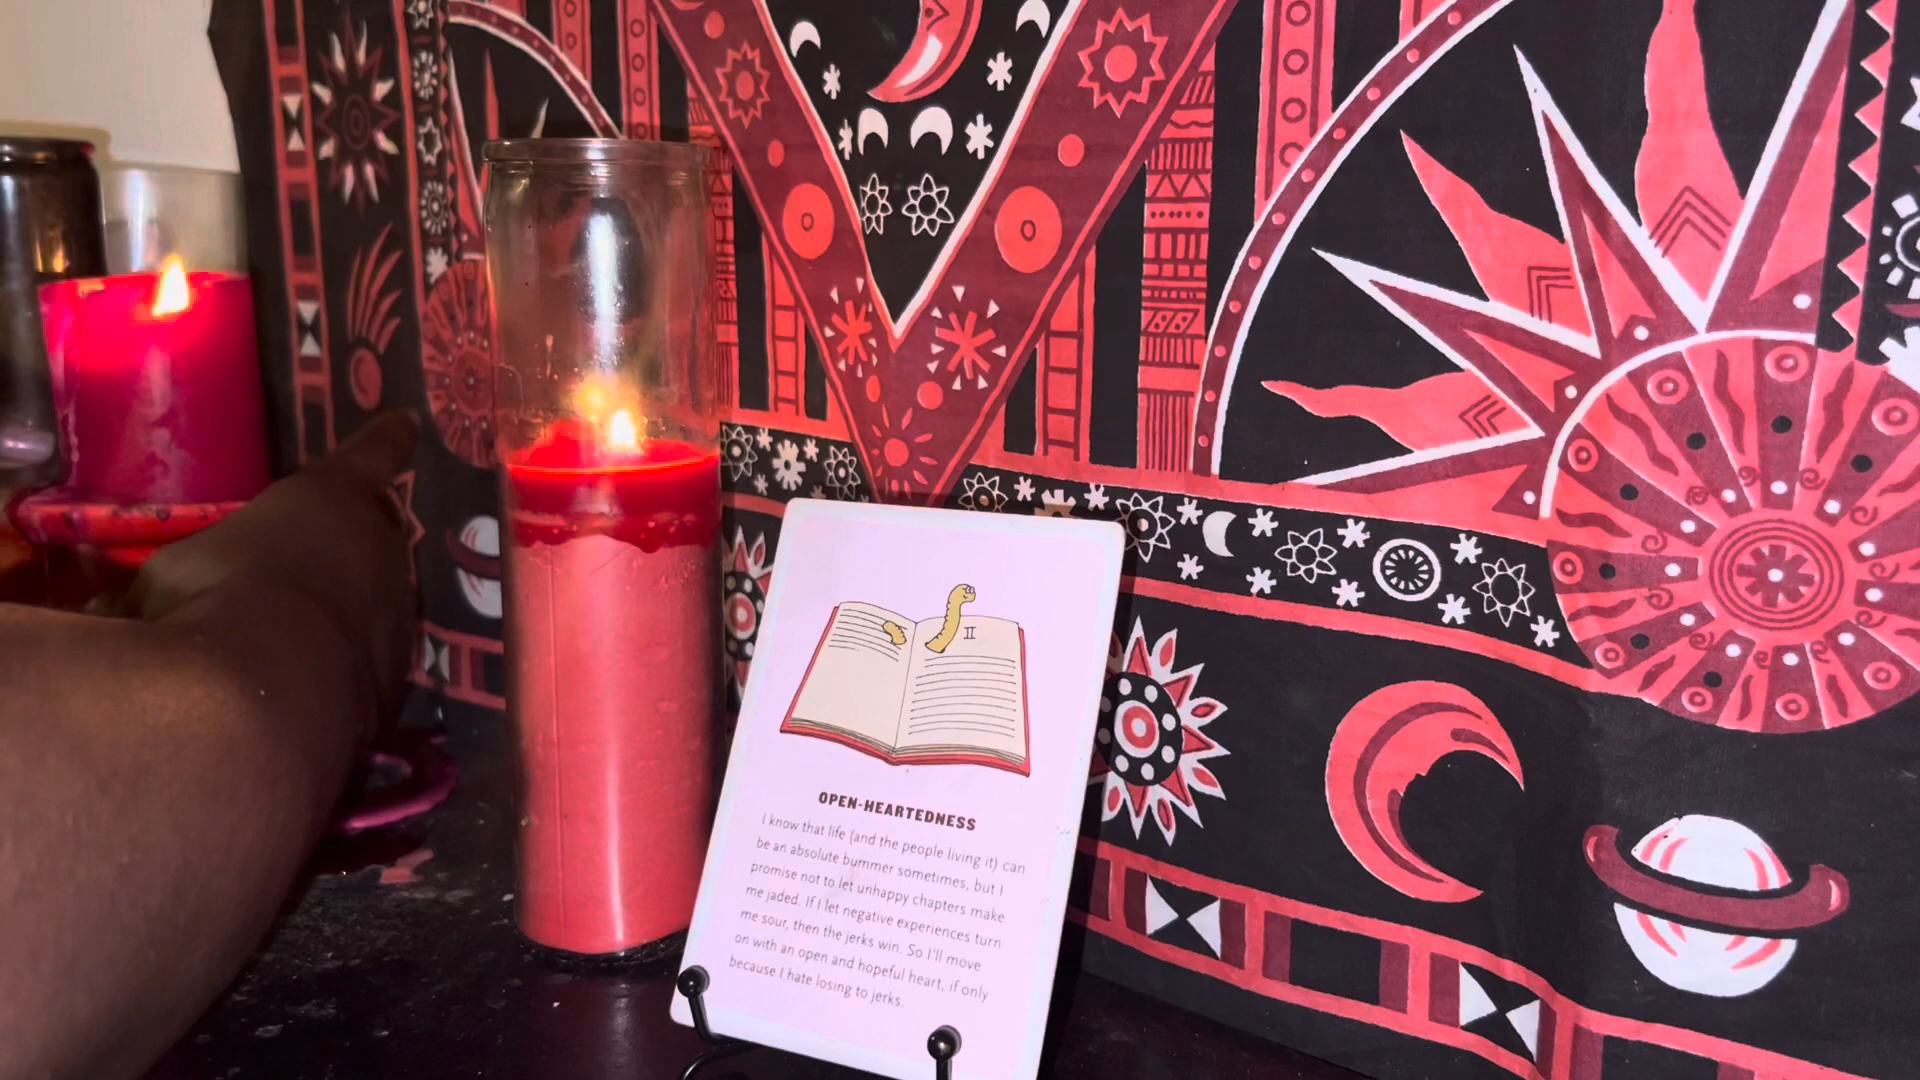 II
OPEN-HEARTEDNESS
I know that life (and the people living it) can
be an absolute bummer sometimes, but I
promise not to let unhappy chapters make
me jaded. If I let negative experiences turn
me sour, then the jerks win. So I'll move
on with an open and hopeful heart, if only
because I hate losing to jerks.